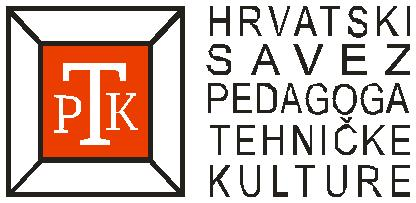 PTK
HRVATSKI
SAVEZ
PEDAGOGA
TEHNIČKE
KULTURE